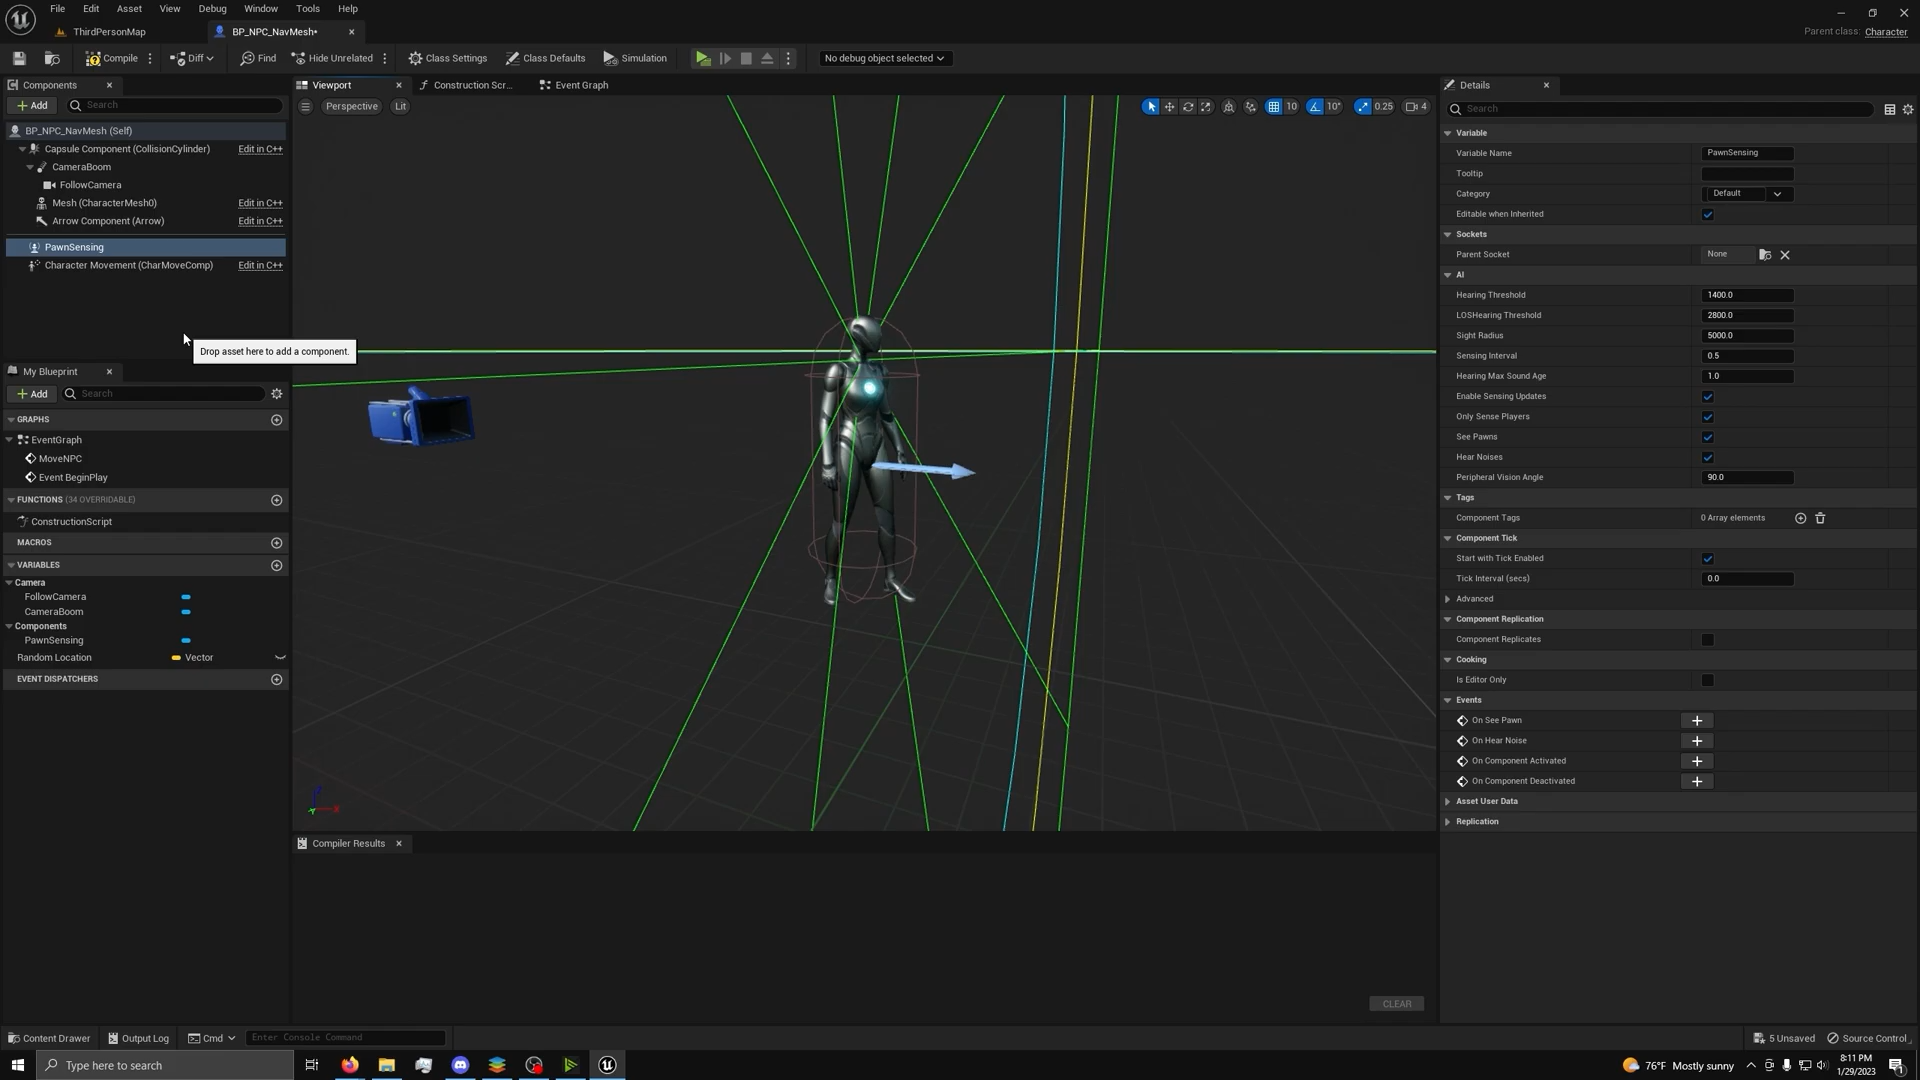 File Edit Asset View Debug Window Tools Help
ThirdPersonMap BP_NPC_NavMesh* Parent class: Character
Compile Diff Find Hide Unrelated Class Settings Class Defaults Simulation No debug object selected
Components Viewport Construction Scr... Event Graph Details
Add Search Perspective Lit 10 10° 0.25 4 Search
BP_NPC_NavMesh (Self)
Capsule Component (CollisionCylinder) Edit in C++
CameraBoom
FollowCamera
Mesh (CharacterMesh0) Edit in C++
Arrow Component (Arrow) Edit in C++
PawnSensing
Character Movement (CharMoveComp) Edit in C++
Drop asset here to add a component.
My Blueprint
Add Search
GRAPHS
EventGraph
MoveNPC
Event BeginPlay
FUNCTIONS (34 OVERRIDABLE)
ConstructionScript
MACROS
VARIABLES
Camera
FollowCamera
CameraBoom
Components
PawnSensing
Random Location Vector
EVENT DISPATCHERS
Z
X
Y
Compiler Results
CLEAR
Variable
Variable Name PawnSensing
Tooltip
Category Default
Editable when Inherited
Sockets
Parent Socket None
AI
Hearing Threshold 1400.0
LOSHearing Threshold 2800.0
Sight Radius 5000.0
Sensing Interval 0.5
Hearing Max Sound Age 1.0
Enable Sensing Updates
Only Sense Players
See Pawns
Hear Noises
Peripheral Vision Angle 90.0
Tags
Component Tags 0 Array elements
Component Tick
Start with Tick Enabled
Tick Interval (secs) 0.0
Advanced
Component Replication
Component Replicates
Cooking
Is Editor Only
Events
On See Pawn
On Hear Noise
On Component Activated
On Component Deactivated
Asset User Data
Replication
Content Drawer Output Log Cmd Enter Console Command 5 Unsaved Source Control
Type here to search 76°F Mostly sunny 8:11 PM
1/29/2023